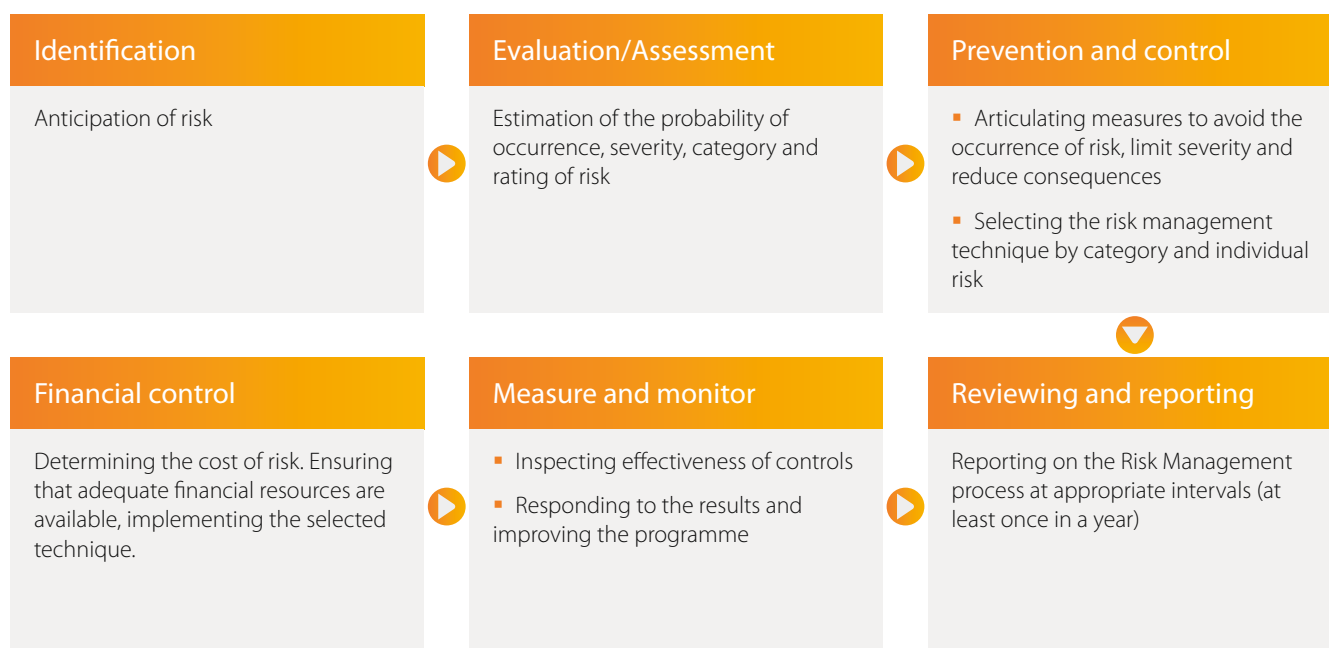 Identification
Anticipation of risk
Evaluation/Assessment
Estimation of the probability of
occurrence, severity, category and
rating of risk
Prevention and control
▪ Articulating measures to avoid the
occurrence of risk, limit severity and
reduce consequences
▪ Selecting the risk management
technique by category and individual
risk
Financial control
Determining the cost of risk. Ensuring
that adequate financial resources are
available, implementing the selected
technique.
Measure and monitor
▪ Inspecting effectiveness of controls
▪ Responding to the results and
improving the programme
Reviewing and reporting
Reporting on the Risk Management
process at appropriate intervals (at
least once in a year)